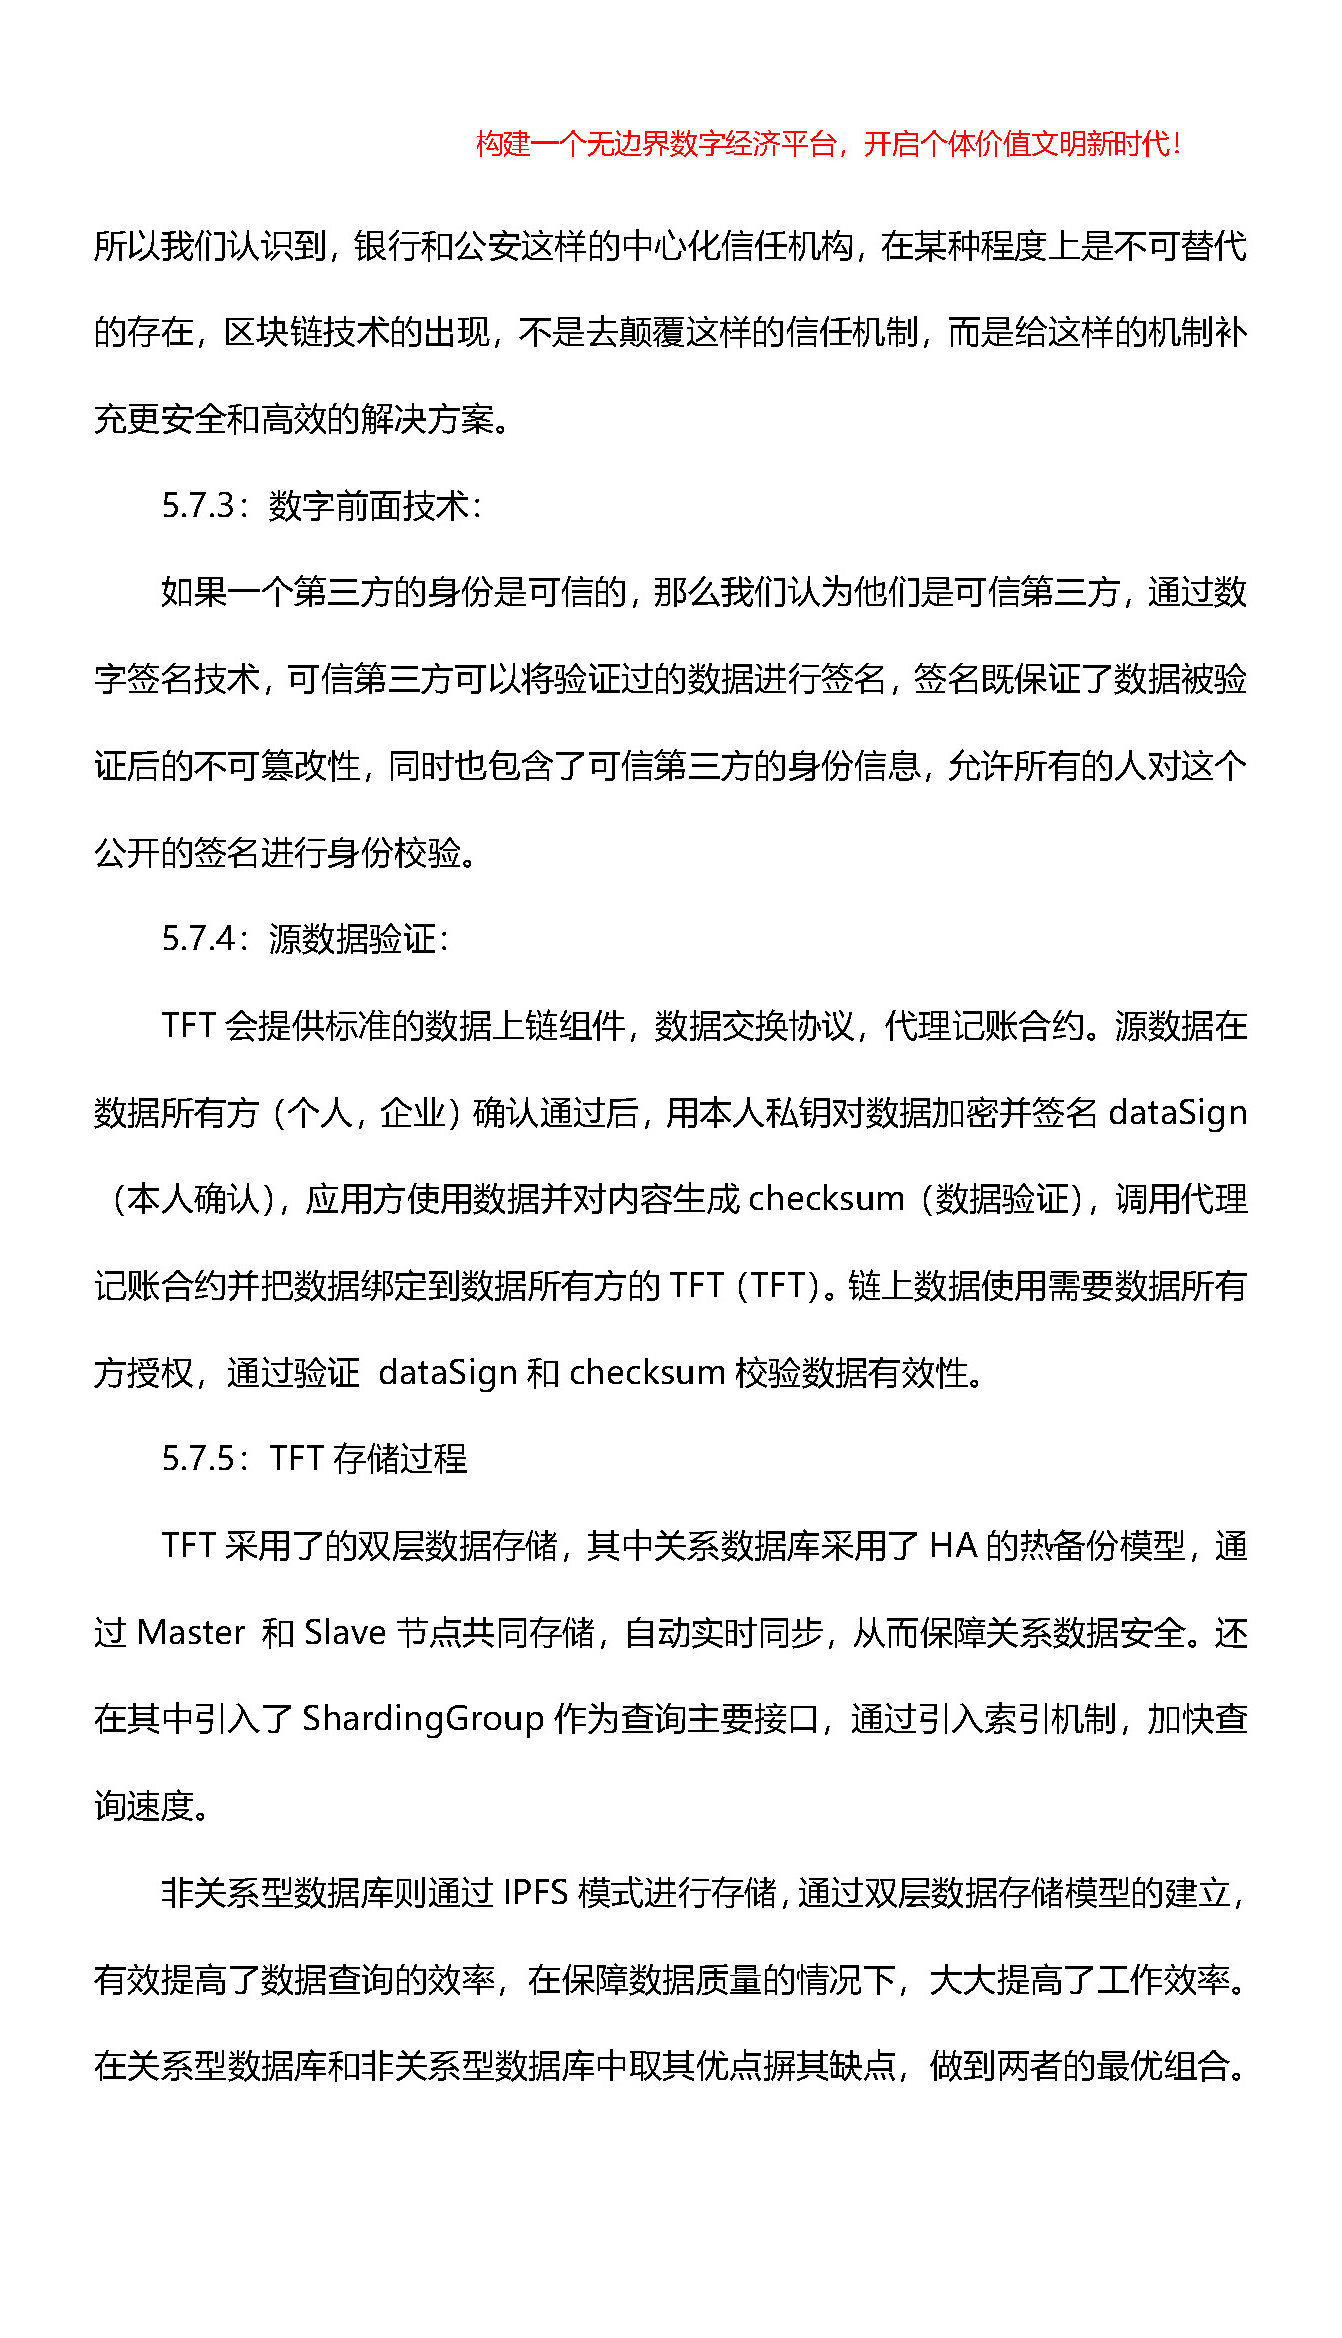 构建一个无边界数字经济平台，开启个体价值文明新时代！
所以我们认识到，银行和公安这样的中心化信任机构，在某种程度上是不可替代
的存在，区块链技术的出现，不是去颠覆这样的信任机制，而是给这样的机制补
充更安全和高效的解决方案。
5.7.3：数字前面技术：
如果一个第三方的身份是可信的，那么我们认为他们是可信第三方，通过数
字签名技术，可信第三方可以将验证过的数据进行签名，签名既保证了数据被验
证后的不可篡改性，同时也包含了可信第三方的身份信息，允许所有的人对这个
公开的签名进行身份校验。
5.7.4：源数据验证：
TFT 会提供标准的数据上链组件，数据交换协议，代理记账合约。源数据在
数据所有方（个人，企业）确认通过后，用本人私钥对数据加密并签名 dataSign
（本人确认），应用方使用数据并对内容生成 checksum（数据验证），调用代理
记账合约并把数据绑定到数据所有方的 TFT（TFT）。链上数据使用需要数据所有
方授权，通过验证 dataSign 和 checksum 校验数据有效性。
5.7.5：TFT 存储过程
TFT 采用了的双层数据存储，其中关系数据库采用了 HA 的热备份模型，通
过 Master 和 Slave 节点共同存储，自动实时同步，从而保障关系数据安全。还
在其中引入了 ShardingGroup 作为查询主要接口，通过引入索引机制，加快查
询速度。
非关系型数据库则通过 IPFS 模式进行存储，通过双层数据存储模型的建立，
有效提高了数据查询的效率，在保障数据质量的情况下，大大提高了工作效率。
在关系型数据库和非关系型数据库中取其优点摒其缺点，做到两者的最优组合。